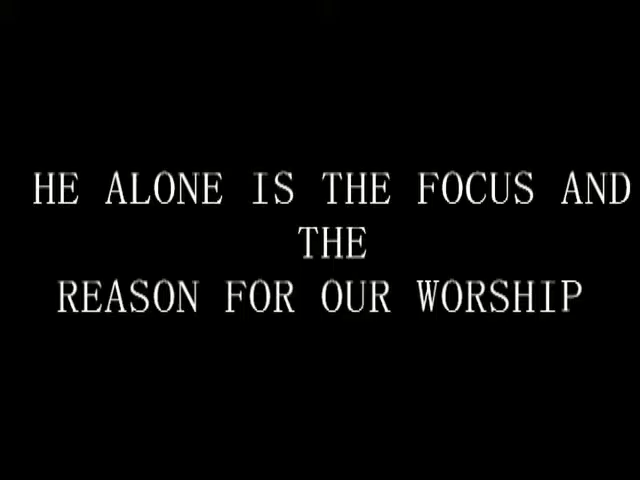 HE ALONE IS THE FOCUS AND
THE
REASON FOR OUR WORSHIP